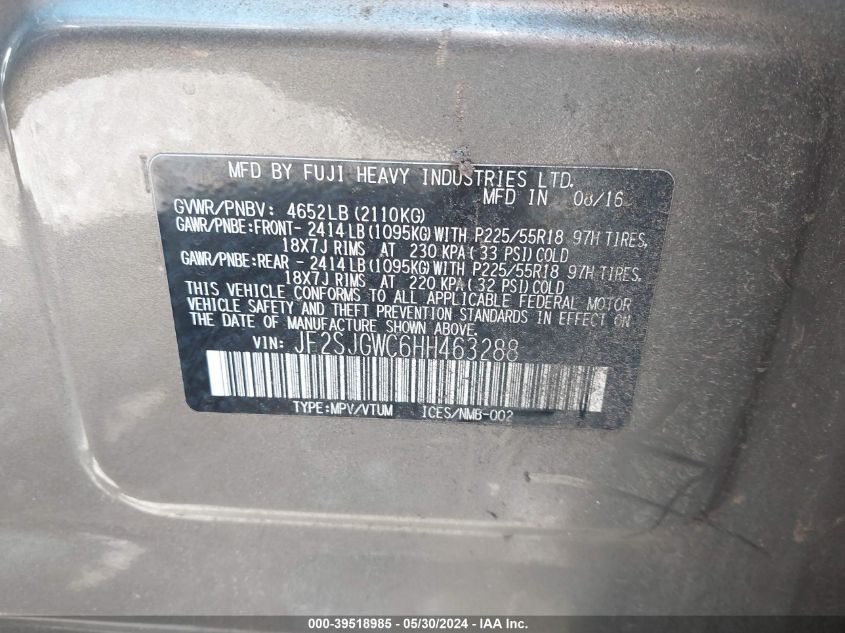 MFD BY FUJI HEAVY INDUSTRIES LTD.
MFD IN 08/16
GVWR/PNBV: 4652LB (2110KG)
GAWR/PNBE:FRONT- 2414LB (1095KG) WITH P225/55R18 97H TIRES,
18X7J RIMS AT 230 KPA (33 PSI) COLD
GAWR/PNBE:REAR - 2414LB (1095KG) WITH P225/55R18 97H TIRES,
18X7J RIMS AT 220 KPA (32 PSI) COLD
THIS VEHICLE CONFORMS TO ALL APPLICABLE FEDERAL MOTOR
VEHICLE SAFETY AND THEFT PREVENTION STANDARDS IN EFFECT ON
THE DATE OF MANUFACTURE SHOWN ABOVE.
VIN: JF2SJGWC6HH463288
TYPE:MPV/VTUM ICES/NMB-002
000-39518985 - 05/30/2024 - IAA Inc.